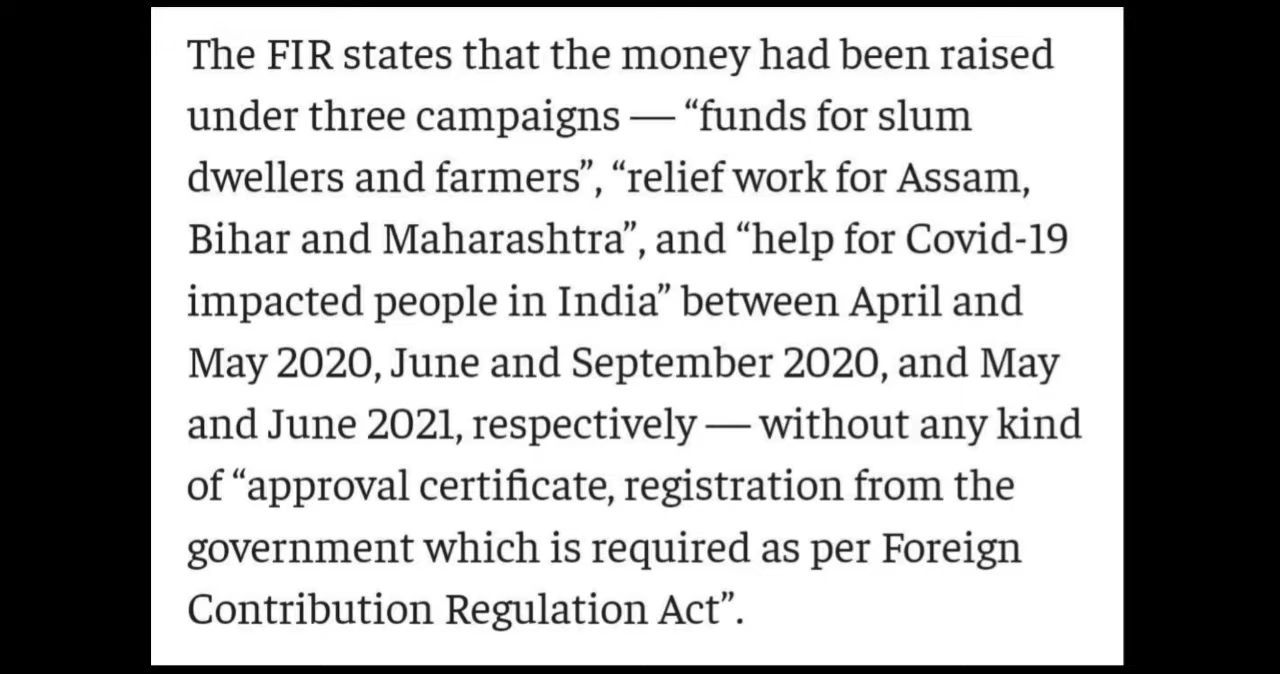 The FIR states that the money had been raised
under three campaigns — “funds for slum
dwellers and farmers”, “relief work for Assam,
Bihar and Maharashtra”, and “help for Covid-19
impacted people in India” between April and
May 2020, June and September 2020, and May
and June 2021, respectively — without any kind
of “approval certificate, registration from the
government which is required as per Foreign
Contribution Regulation Act”.